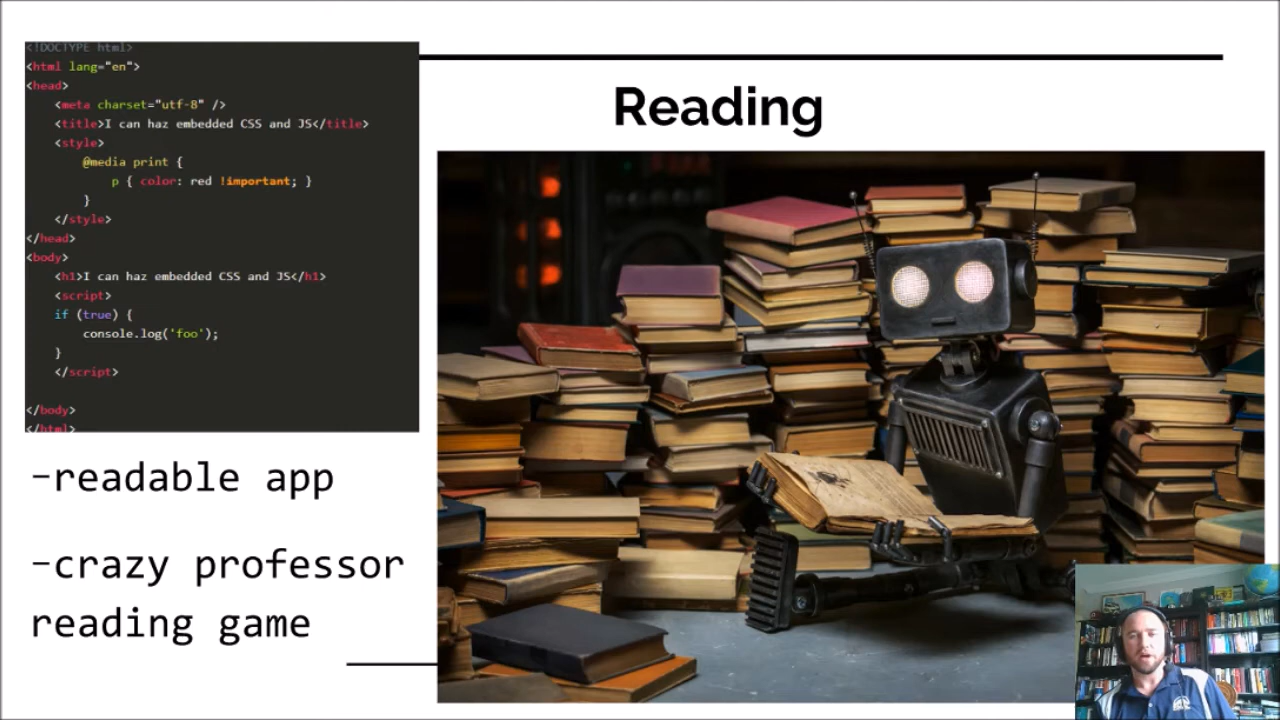 <!DOCTYPE html>
<html lang="en">
<head>
<meta charset="utf-8" />
<title>I can haz embedded CSS and JS</title>
<style>
@media print {
p { color: red !important; }
}
</style>
</head>
<body>
<h1>I can haz embedded CSS and JS</h1>
<script>
if (true) {
console.log('foo');
}
</script>
</body>
</html>
Reading
-readable app
-crazy professor
reading game